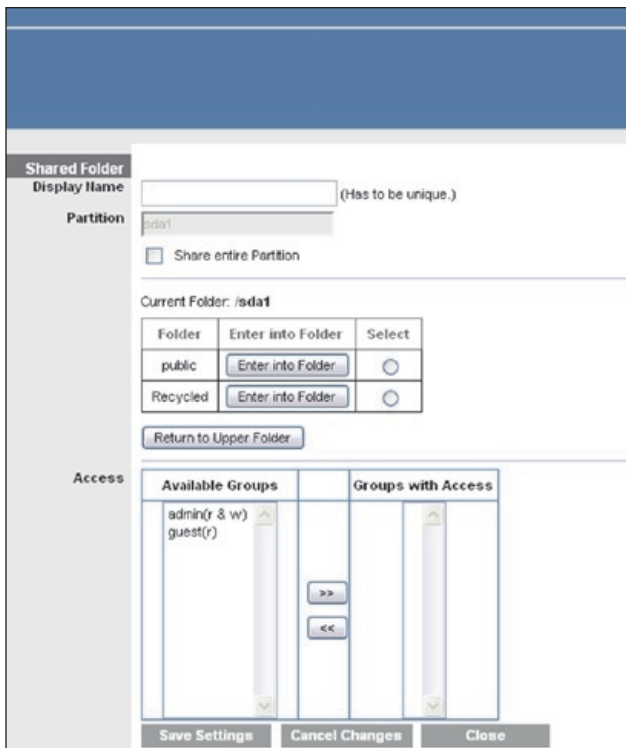 Shared Folder
Display Name (Has to be unique.)
Partition sda1
Share entire Partition
Current Folder: /sda1
Folder Enter into Folder Select
public Enter into Folder
Recycled Enter into Folder
Return to Upper Folder
Access Available Groups Groups with Access
admin(r & w)
guest(r)
>>
<<
Save Settings Cancel Changes Close